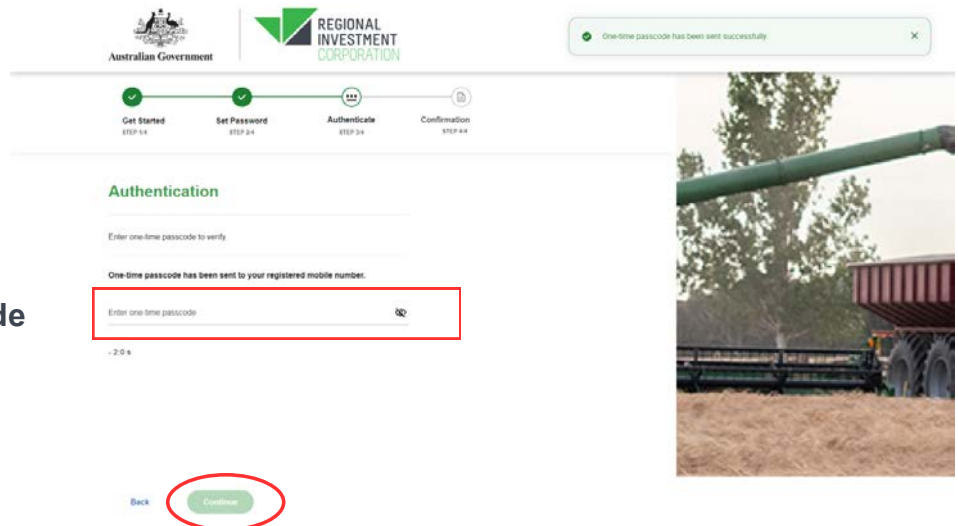 Australian Government
REGIONAL
INVESTMENT
CORPORATION
One-time passcode has been sent successfully.
Get Started
STEP 1/4
Set Password
STEP 2/4
Authenticate
STEP 3/4
Confirmation
STEP 4/4
Authentication
Enter one-time passcode to verify.
One-time passcode has been sent to your registered mobile number.
de
Enter one-time passcode
- 2:0 s
Back
Continue